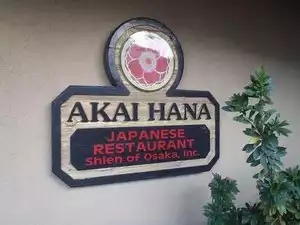 AKAI HANA
JAPANESE
RESTAURANT
Shien of Osaka, Inc.